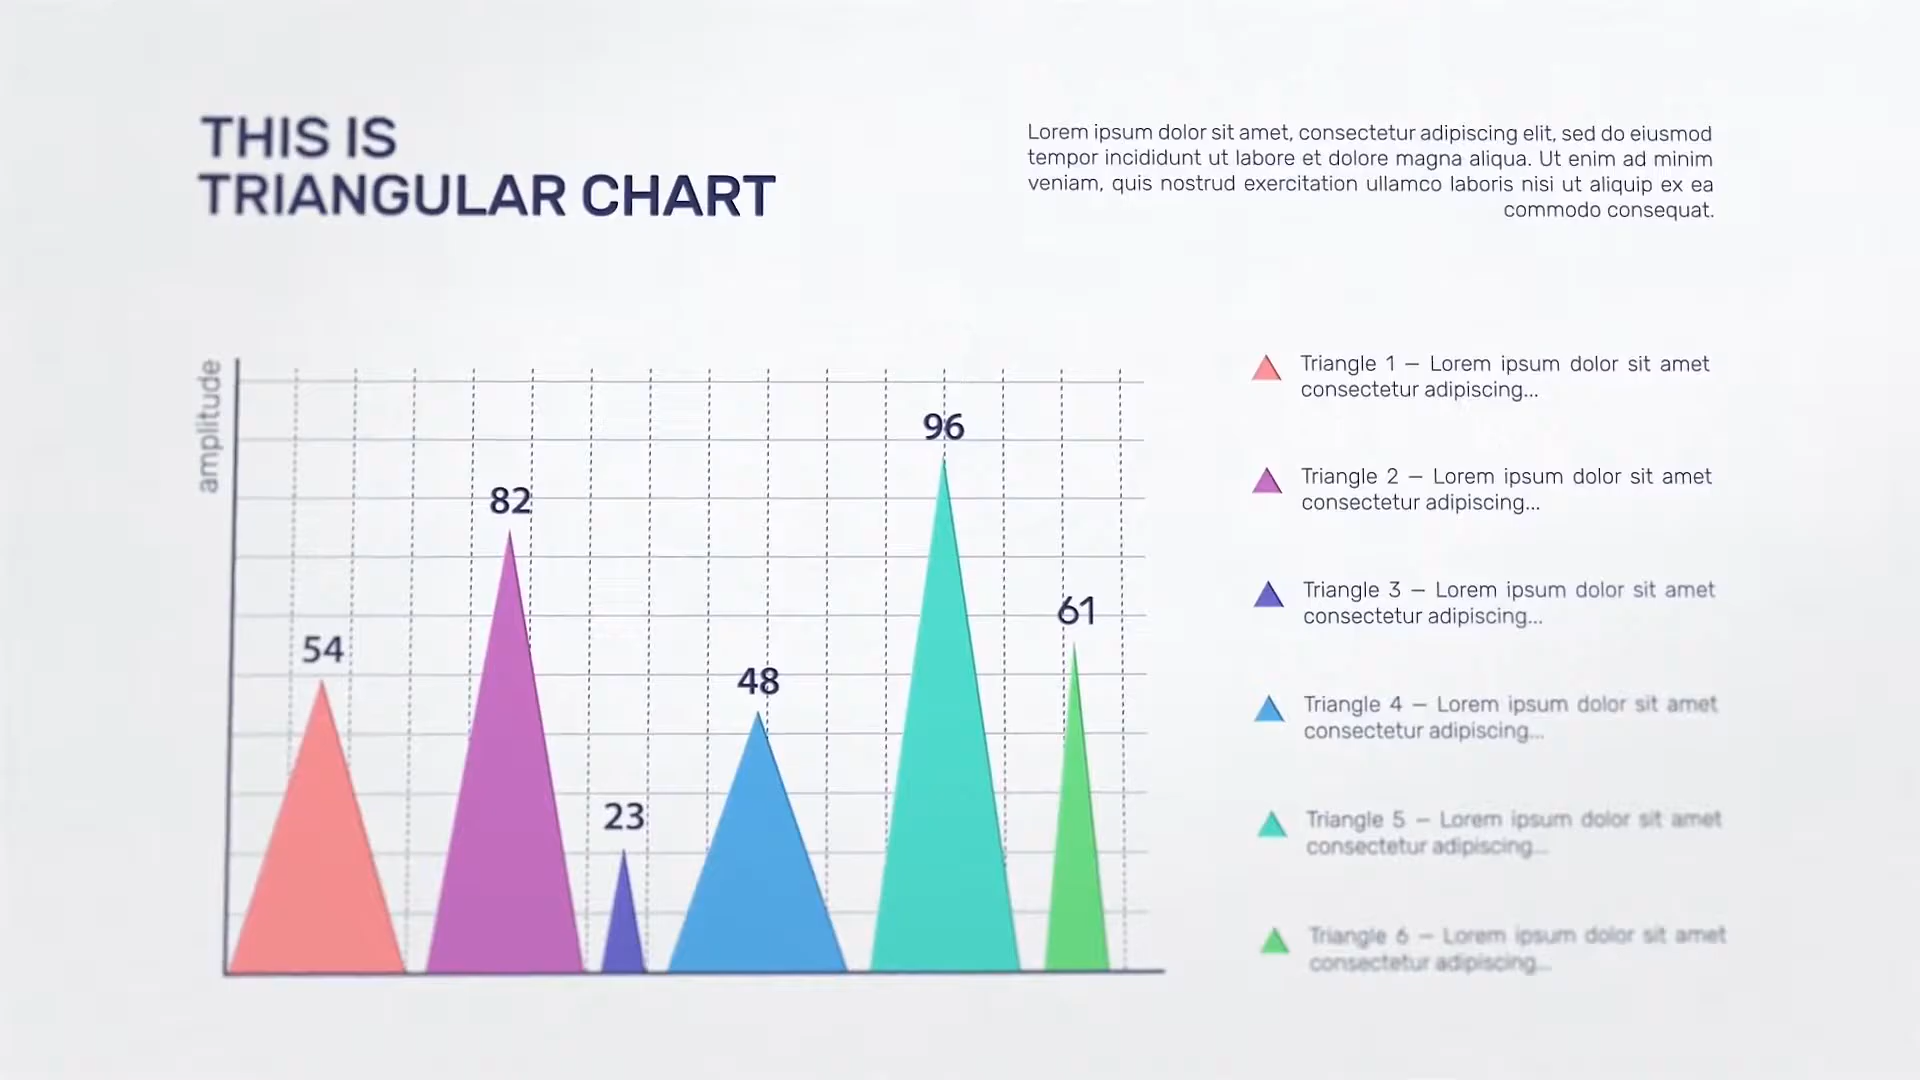 THIS IS
TRIANGULAR CHART
Lorem ipsum dolor sit amet, consectetur adipiscing elit, sed do eiusmod
tempor incididunt ut labore et dolore magna aliqua. Ut enim ad minim
veniam, quis nostrud exercitation ullamco laboris nisi ut aliquip ex ea
commodo consequat.
amplitude
54
82
23
48
96
61
Triangle 1 – Lorem ipsum dolor sit amet
consectetur adipiscing...
Triangle 2 – Lorem ipsum dolor sit amet
consectetur adipiscing...
Triangle 3 – Lorem ipsum dolor sit amet
consectetur adipiscing...
Triangle 4 – Lorem ipsum dolor sit amet
consectetur adipiscing...
Triangle 5 – Lorem ipsum dolor sit amet
consectetur adipiscing...
Triangle 6 – Lorem ipsum dolor sit amet
consectetur adipiscing...